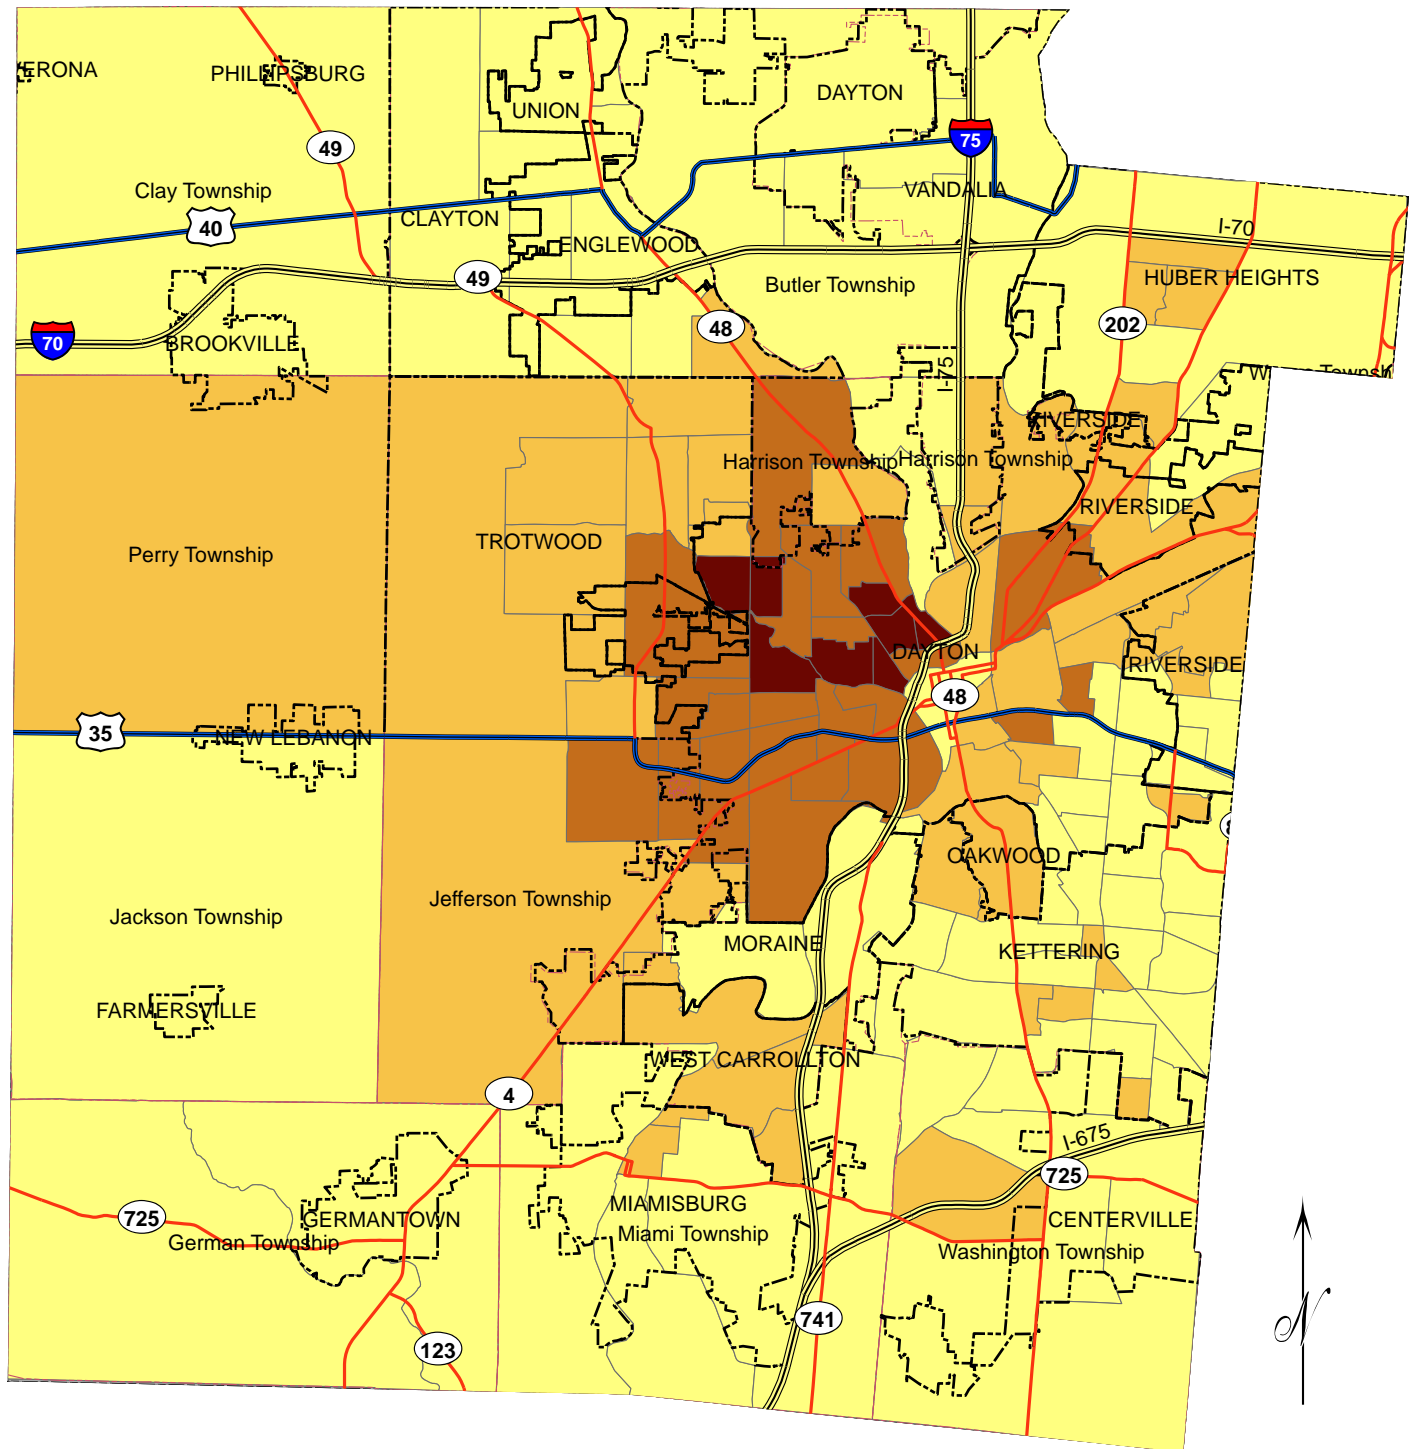 ERONA
PHILLIPSBURG
UNION
DAYTON
49
75
Clay Township
VANDALIA
40
CLAYTON
ENGLEWOOD
I-70
49
Butler Township
HUBER HEIGHTS
48
202
70
BROOKVILLE
I-75
RIVERSIDE
Harrison Township
Harrison Township
RIVERSIDE
TROTWOOD
Perry Township
DAYTON
RIVERSIDE
48
35
NEW LEBANON
OAKWOOD
Jefferson Township
Jackson Township
MORAINE
KETTERING
FARMERSVILLE
WEST CARROLLTON
4
I-675
725
MIAMISBURG
725
GERMANTOWN
CENTERVILLE
German Township
Miami Township
Washington Township
741
123
N